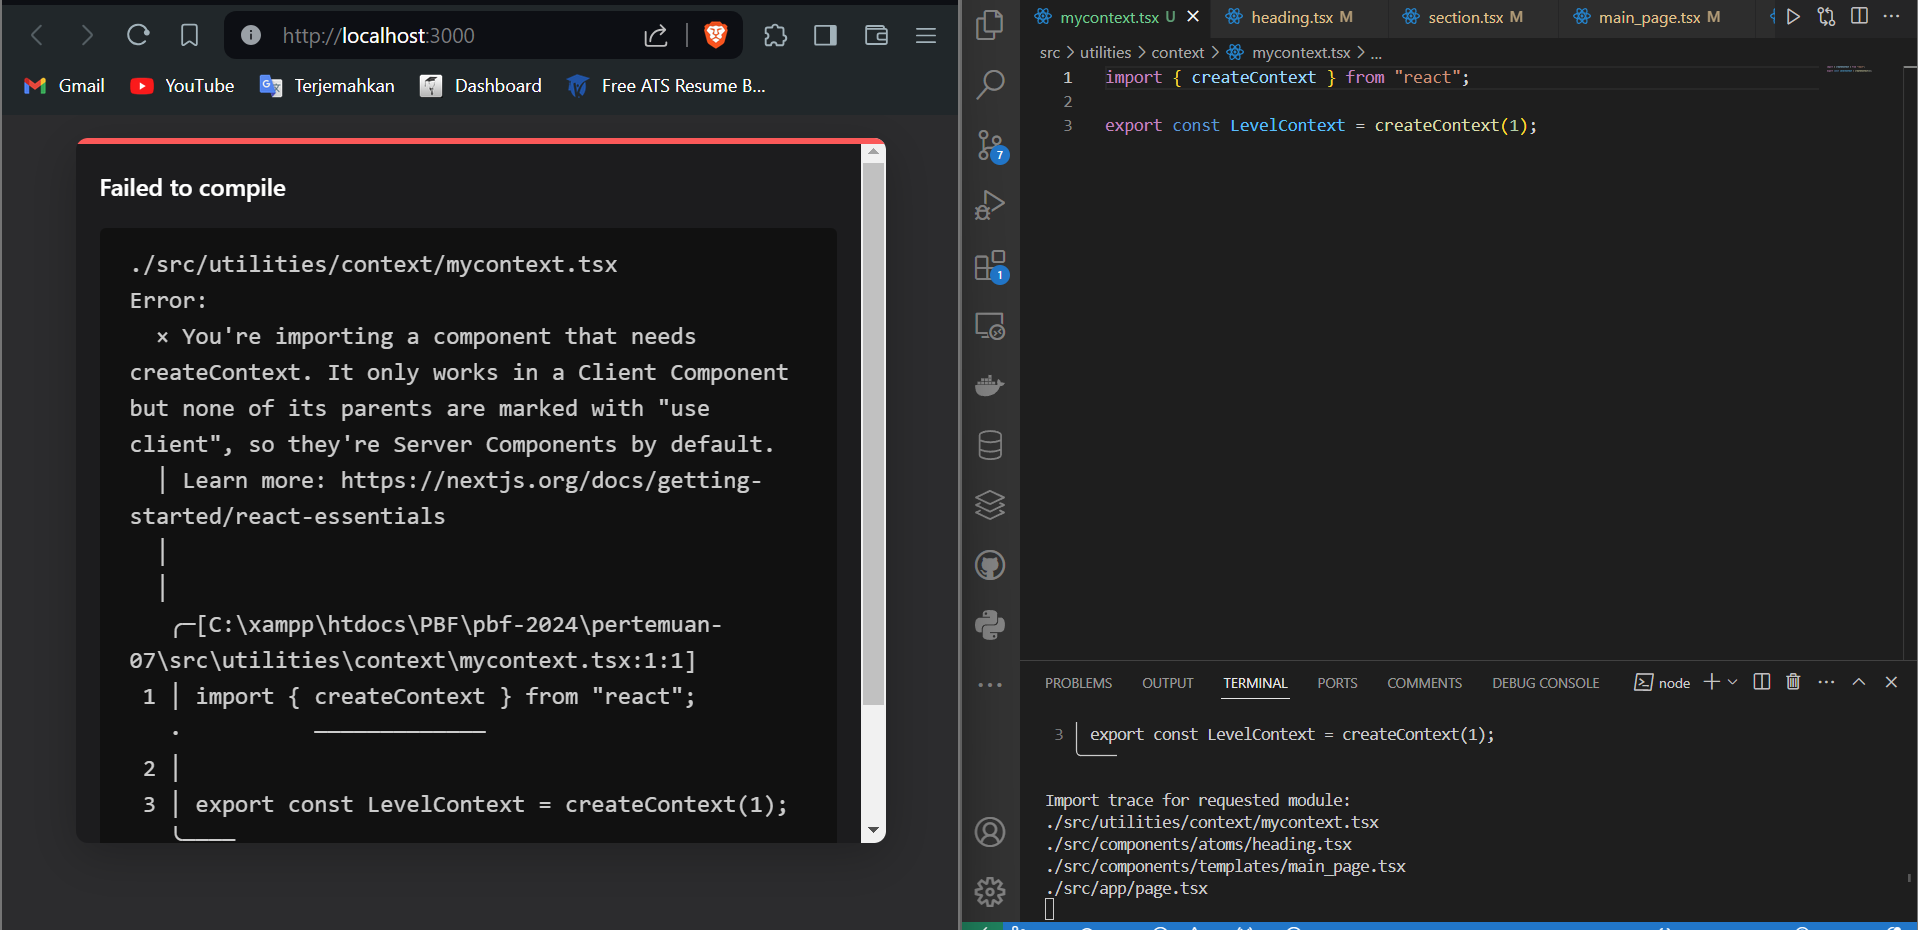 http://localhost:3000
Gmail YouTube Terjemahkan Dashboard Free ATS Resume B...
Failed to compile
./src/utilities/context/mycontext.tsx
Error:
× You're importing a component that needs
createContext. It only works in a Client Component
but none of its parents are marked with "use
client", so they're Server Components by default.
│ Learn more: https://nextjs.org/docs/getting-
started/react-essentials
│
│
╭─[C:\xampp\htdocs\PBF\pbf-2024\pertemuan-
07\src\utilities\context\mycontext.tsx:1:1]
1 │ import { createContext } from "react";
· ─────────────
2 │
3 │ export const LevelContext = createContext(1);
╰────
mycontext.tsx U heading.tsx M section.tsx M main_page.tsx M
src > utilities > context > mycontext.tsx > ...
1 import { createContext } from "react";
2
3 export const LevelContext = createContext(1);
7
1
PROBLEMS OUTPUT TERMINAL PORTS COMMENTS DEBUG CONSOLE node
3 │ export const LevelContext = createContext(1);
╰────
Import trace for requested module:
./src/utilities/context/mycontext.tsx
./src/components/atoms/heading.tsx
./src/components/templates/main_page.tsx
./src/app/page.tsx